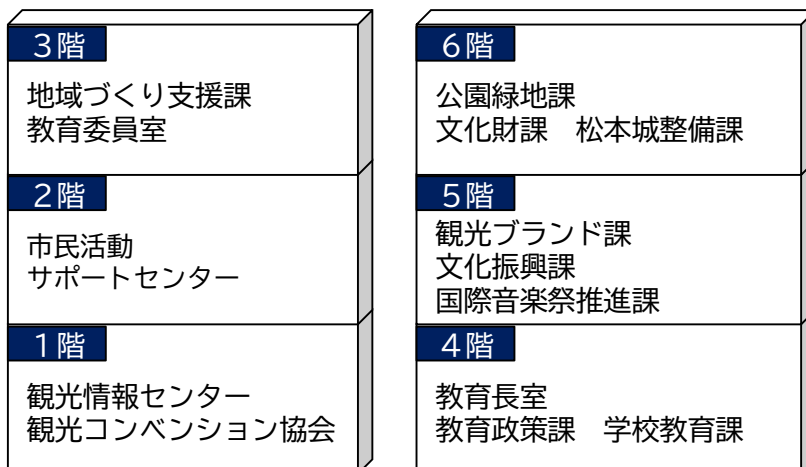 3階
地域づくり支援課
教育委員室
2階
市民活動
サポートセンター
1階
観光情報センター
観光コンベンション協会
6階
公園緑地課
文化財課　松本城整備課
5階
観光ブランド課
文化振興課
国際音楽祭推進課
4階
教育長室
教育政策課　学校教育課